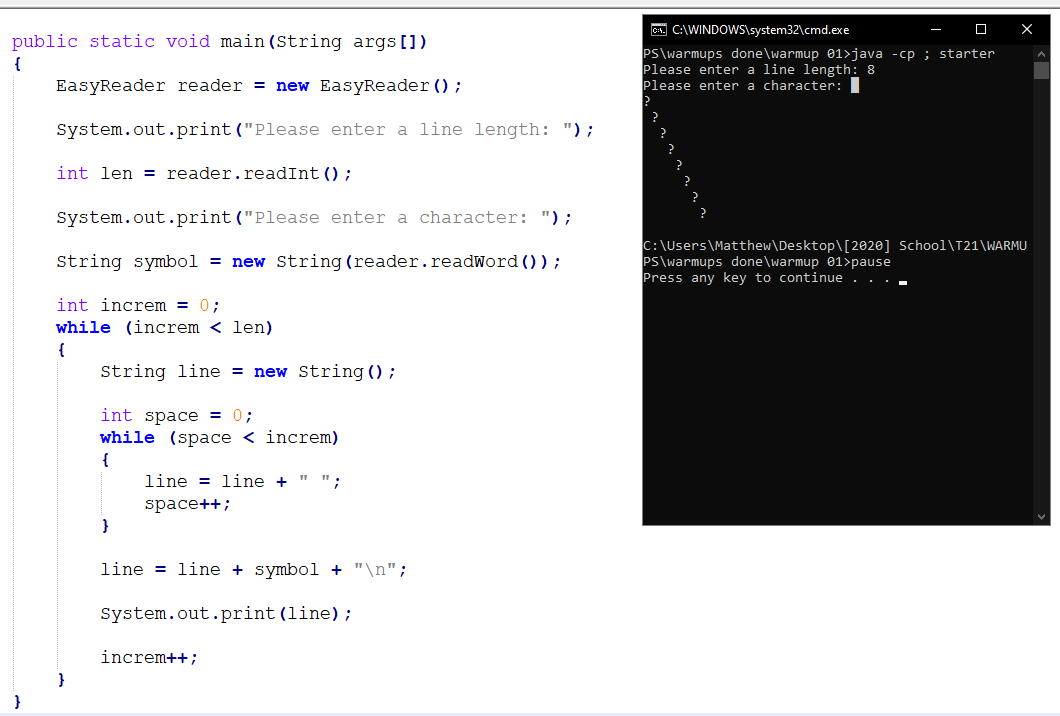 public static void main(String args[])
{
    EasyReader reader = new EasyReader();

    System.out.print("Please enter a line length: ");

    int len = reader.readInt();

    System.out.print("Please enter a character: ");

    String symbol = new String(reader.readWord());

    int increm = 0;
    while (increm < len)
    {
        String line = new String();

        int space = 0;
        while (space < increm)
        {
            line = line + " ";
            space++;
        }

        line = line + symbol + "\n";

        System.out.print(line);

        increm++;
    }
}
C:\WINDOWS\system32\cmd.exe
PS\warmups done\warmup 01>java -cp ; starter
Please enter a line length: 8
Please enter a character: █
?
 ?
  ?
   ?
    ?
     ?
      ?
       ?

C:\Users\Matthew\Desktop\[2020] School\T21\WARMU
PS\warmups done\warmup 01>pause
Press any key to continue . . .